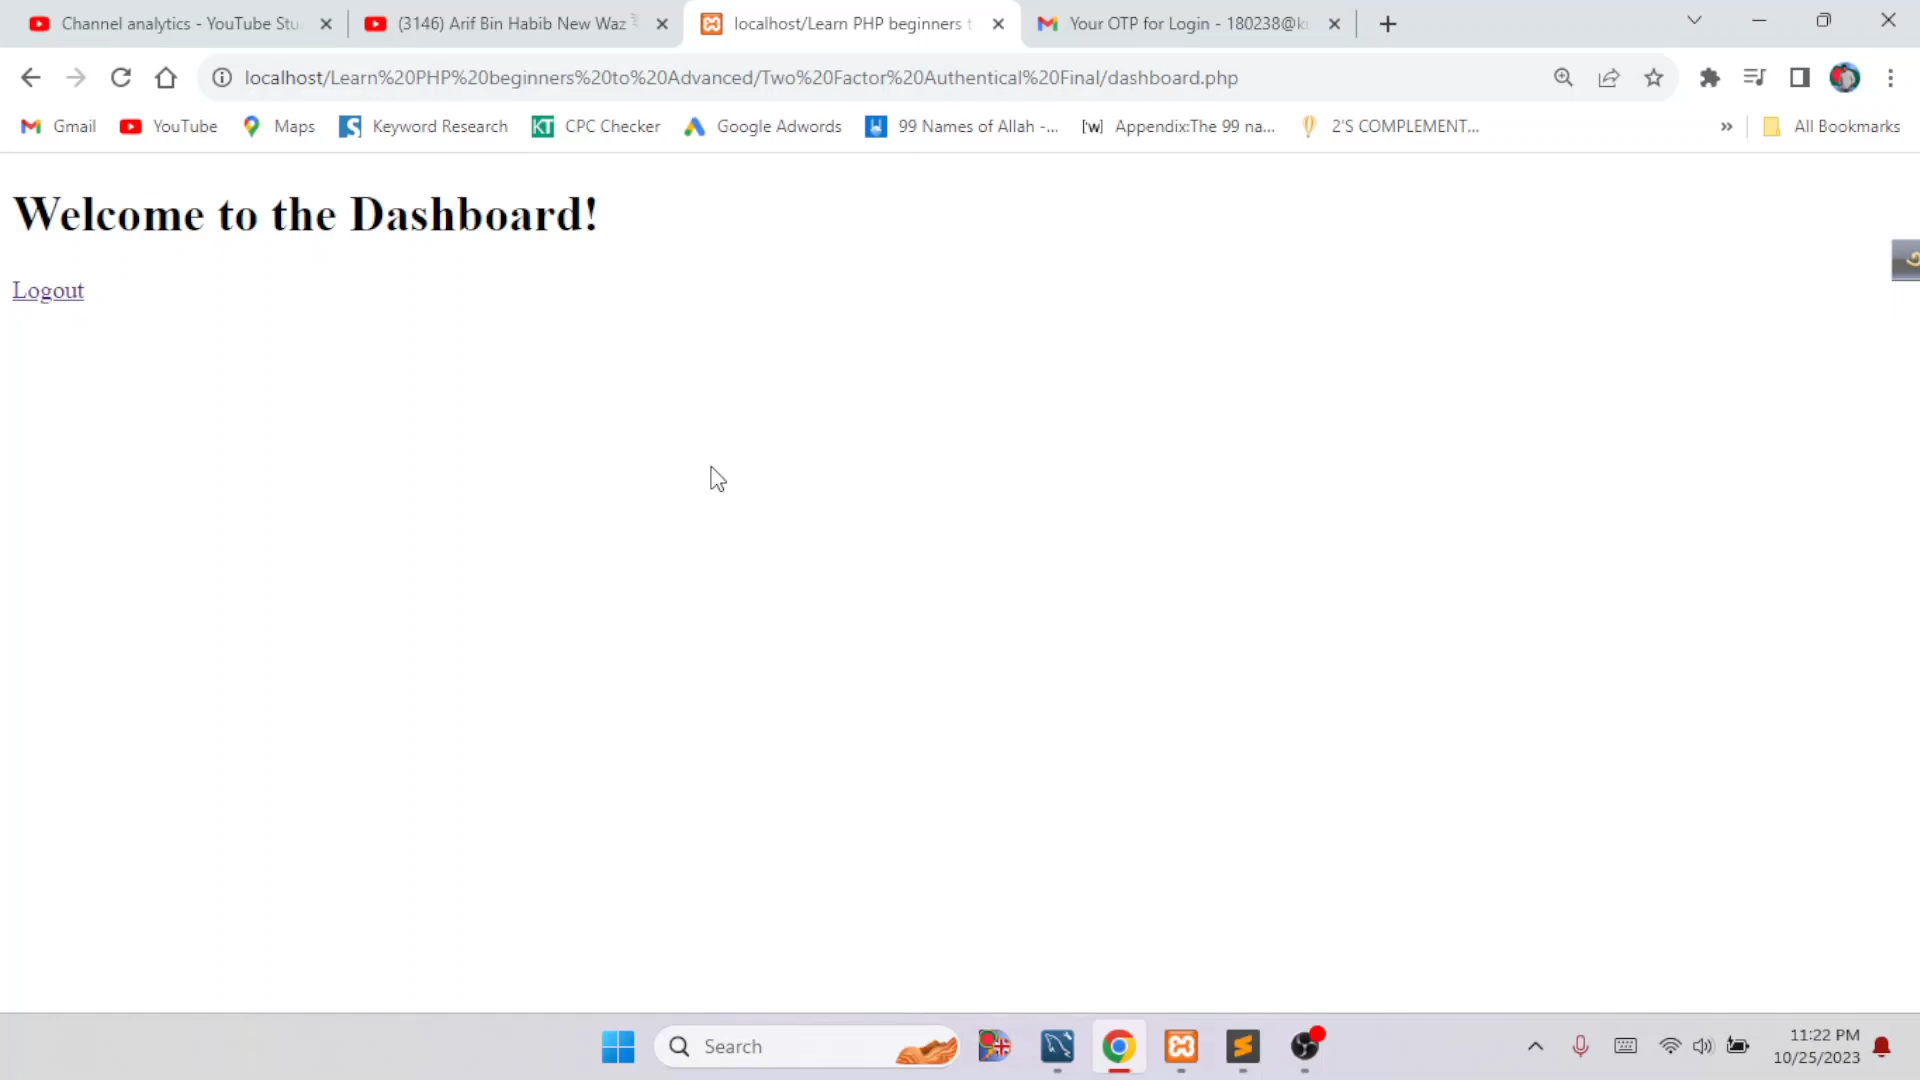 Channel analytics - YouTube Stu
(3146) Arif Bin Habib New Waz
localhost/Learn PHP beginners t
Your OTP for Login - 180238@ku
localhost/Learn%20PHP%20beginners%20to%20Advanced/Two%20Factor%20Authentical%20Final/dashboard.php
Gmail
YouTube
Maps
Keyword Research
KT
CPC Checker
Google Adwords
99 Names of Allah -...
['w]
Appendix:The 99 na...
2'S COMPLEMENT...
»
All Bookmarks
Welcome to the Dashboard!
Logout
Search
11:22 PM
10/25/2023